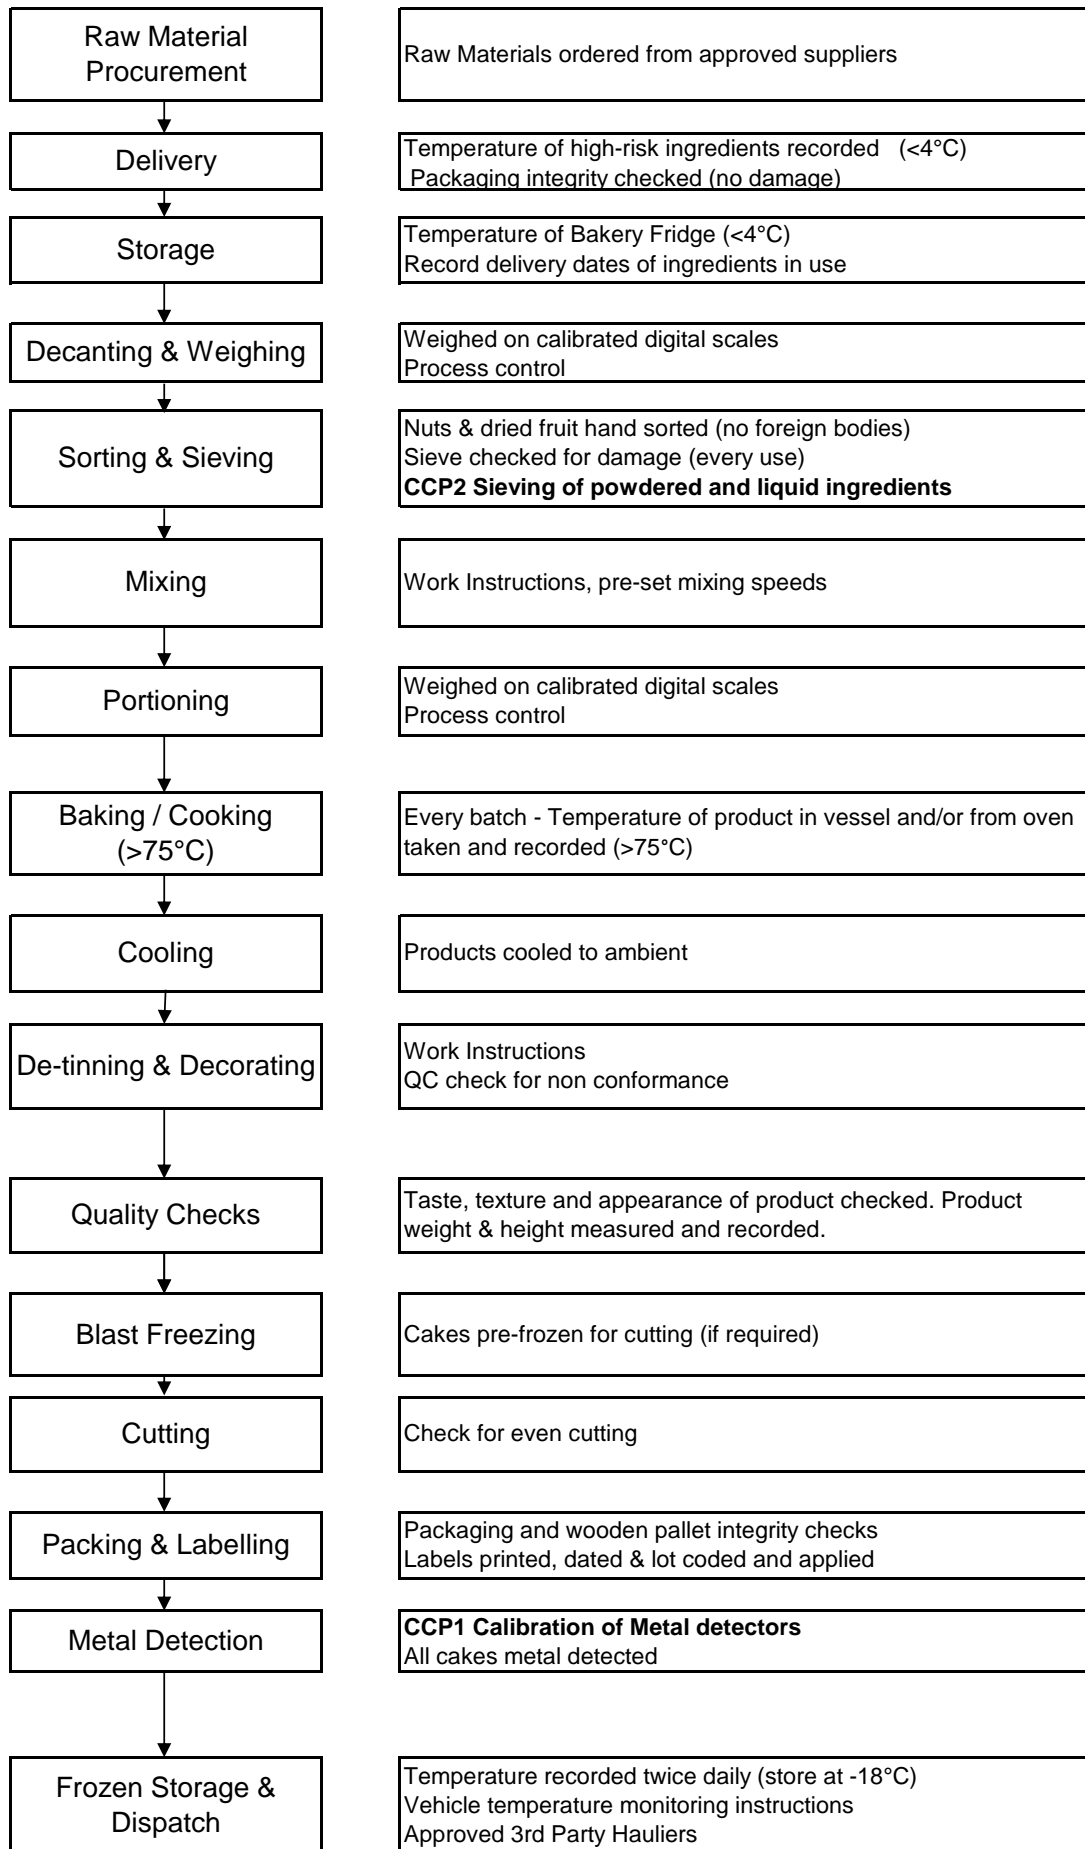 Raw Material
Procurement
Raw Materials ordered from approved suppliers
Delivery
Temperature of high-risk ingredients recorded (<4°C)
Packaging integrity checked (no damage)
Storage
Temperature of Bakery Fridge (<4°C)
Record delivery dates of ingredients in use
Decanting & Weighing
Weighed on calibrated digital scales
Process control
Sorting & Sieving
Nuts & dried fruit hand sorted (no foreign bodies)
Sieve checked for damage (every use)
CCP2 Sieving of powdered and liquid ingredients
Mixing
Work Instructions, pre-set mixing speeds
Portioning
Weighed on calibrated digital scales
Process control
Baking / Cooking
(>75°C)
Every batch - Temperature of product in vessel and/or from oven
taken and recorded (>75°C)
Cooling
Products cooled to ambient
De-tinning & Decorating
Work Instructions
QC check for non conformance
Quality Checks
Taste, texture and appearance of product checked. Product
weight & height measured and recorded.
Blast Freezing
Cakes pre-frozen for cutting (if required)
Cutting
Check for even cutting
Packing & Labelling
Packaging and wooden pallet integrity checks
Labels printed, dated & lot coded and applied
Metal Detection
CCP1 Calibration of Metal detectors
All cakes metal detected
Frozen Storage &
Dispatch
Temperature recorded twice daily (store at -18°C)
Vehicle temperature monitoring instructions
Approved 3rd Party Hauliers